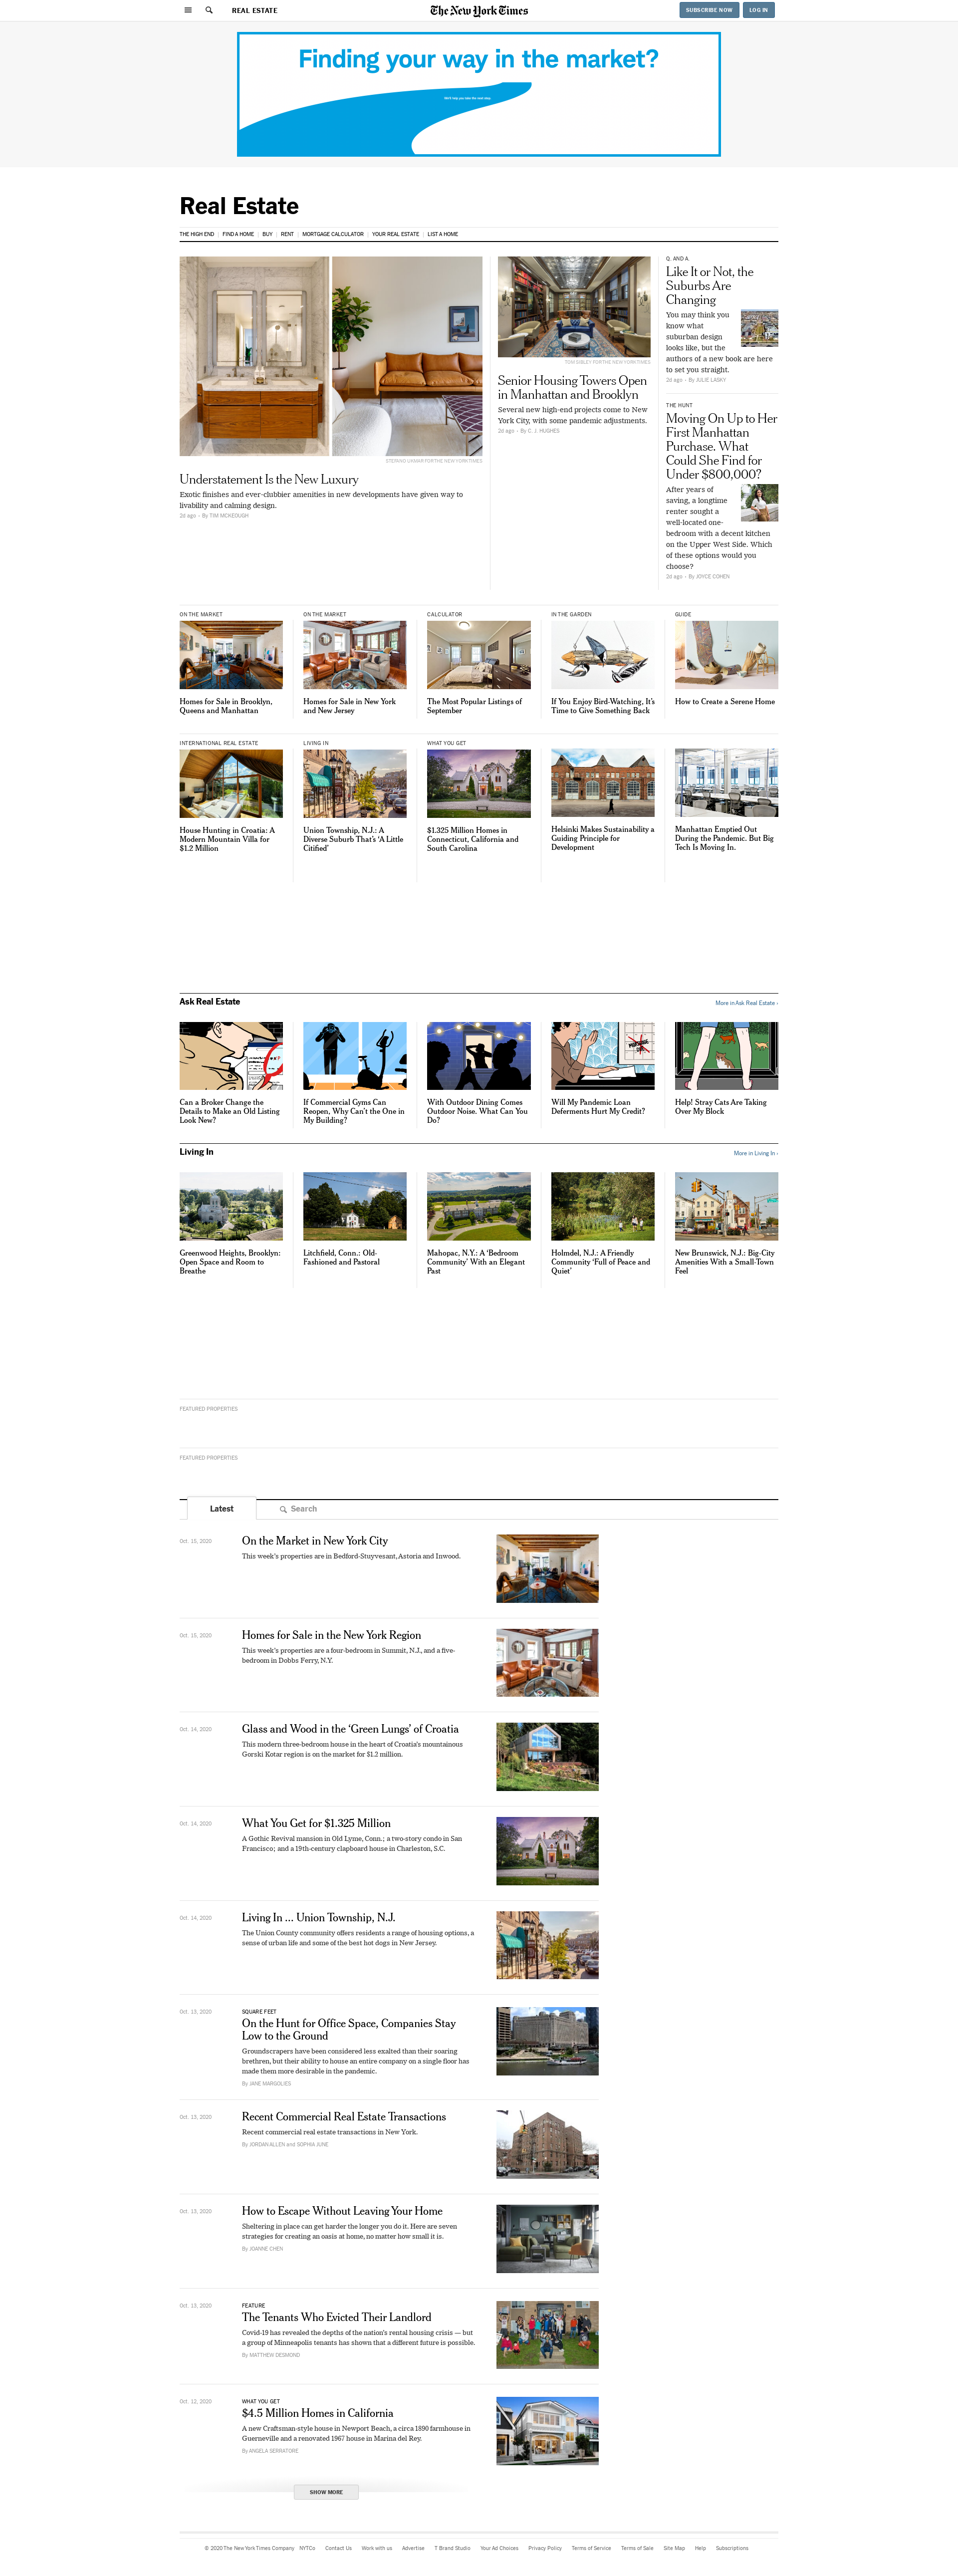 REAL ESTATE
The New York Times
SUBSCRIBE NOW
LOG IN
Finding your way in the market?
We'll help you take the next step.
Real Estate
THE HIGH END | FIND A HOME | BUY | RENT | MORTGAGE CALCULATOR | YOUR REAL ESTATE | LIST A HOME
Understatement Is the New Luxury
Exotic finishes and ever-clubbier amenities in new developments have given way to
livability and calming design.
2d ago · By TIM MCKEOUGH
TOM SIBLEY FOR THE NEW YORK TIMES
Senior Housing Towers Open
in Manhattan and Brooklyn
Several new high-end projects come to New
York City, with some pandemic adjustments.
2d ago · By C. J. HUGHES
Q. AND A.
Like It or Not, the
Suburbs Are
Changing
You may think you
know what
suburban design
looks like, but the
authors of a new book are here
to set you straight.
2d ago · By JULIE LASKY
THE HUNT
Moving On Up to Her
First Manhattan
Purchase. What
Could She Find for
Under $800,000?
After years of
saving, a longtime
renter sought a
well-located one-
bedroom with a decent kitchen
on the Upper West Side. Which
of these options would you
choose?
2d ago · By JOYCE COHEN
ON THE MARKET
Homes for Sale in Brooklyn,
Queens and Manhattan
ON THE MARKET
Homes for Sale in New York
and New Jersey
CALCULATOR
The Most Popular Listings of
September
IN THE GARDEN
If You Enjoy Bird-Watching, It's
Time to Give Something Back
GUIDE
How to Create a Serene Home
INTERNATIONAL REAL ESTATE
House Hunting in Croatia: A
Modern Mountain Villa for
$1.2 Million
LIVING IN
Union Township, N.J.: A
Diverse Suburb That's ‘A Little
Citified’
WHAT YOU GET
$1.325 Million Homes in
Connecticut, California and
South Carolina
Helsinki Makes Sustainability a
Guiding Principle for
Development
Manhattan Emptied Out
During the Pandemic. But Big
Tech Is Moving In.
Ask Real Estate
More in Ask Real Estate ›
Can a Broker Change the
Details to Make an Old Listing
Look New?
If Commercial Gyms Can
Reopen, Why Can't the One in
My Building?
With Outdoor Dining Comes
Outdoor Noise. What Can You
Do?
Will My Pandemic Loan
Deferments Hurt My Credit?
Help! Stray Cats Are Taking
Over My Block
Living In
More in Living In ›
Greenwood Heights, Brooklyn:
Open Space and Room to
Breathe
Litchfield, Conn.: Old-
Fashioned and Pastoral
Mahopac, N.Y.: A ‘Bedroom
Community’ With an Elegant
Past
Holmdel, N.J.: A Friendly
Community ‘Full of Peace and
Quiet’
New Brunswick, N.J.: Big-City
Amenities With a Small-Town
Feel
FEATURED PROPERTIES
FEATURED PROPERTIES
Latest
Search
Oct. 15, 2020
On the Market in New York City
This week's properties are in Bedford-Stuyvesant, Astoria and Inwood.
Oct. 15, 2020
Homes for Sale in the New York Region
This week's properties are a four-bedroom in Summit, N.J., and a five-
bedroom in Dobbs Ferry, N.Y.
Oct. 14, 2020
Glass and Wood in the ‘Green Lungs’ of Croatia
This modern three-bedroom house in the heart of Croatia's mountainous
Gorski Kotar region is on the market for $1.2 million.
Oct. 14, 2020
What You Get for $1.325 Million
A Gothic Revival mansion in Old Lyme, Conn.; a two-story condo in San
Francisco; and a 19th-century clapboard house in Charleston, S.C.
Oct. 14, 2020
Living In ... Union Township, N.J.
The Union County community offers residents a range of housing options, a
sense of urban life and some of the best hot dogs in New Jersey.
Oct. 13, 2020
SQUARE FEET
On the Hunt for Office Space, Companies Stay
Low to the Ground
Groundscrapers have been considered less exalted than their soaring
brethren, but their ability to house an entire company on a single floor has
made them more desirable in the pandemic.
By JANE MARGOLIES
Oct. 13, 2020
Recent Commercial Real Estate Transactions
Recent commercial real estate transactions in New York.
By JORDAN ALLEN and SOPHIA JUNE
Oct. 13, 2020
How to Escape Without Leaving Your Home
Sheltering in place can get harder the longer you do it. Here are seven
strategies for creating an oasis at home, no matter how small it is.
By JOANNE CHEN
Oct. 13, 2020
FEATURE
The Tenants Who Evicted Their Landlord
Covid-19 has revealed the depths of the nation's rental housing crisis — but
a group of Minneapolis tenants has shown that a different future is possible.
By MATTHEW DESMOND
Oct. 12, 2020
WHAT YOU GET
$4.5 Million Homes in California
A new Craftsman-style house in Newport Beach, a circa 1890 farmhouse in
Guerneville and a renovated 1967 house in Marina del Rey.
By ANGELA SERRATORE
SHOW MORE
© 2020 The New York Times Company NYTCo Contact Us Work with us Advertise T Brand Studio Your Ad Choices Privacy Policy Terms of Service Terms of Sale Site Map Help Subscriptions